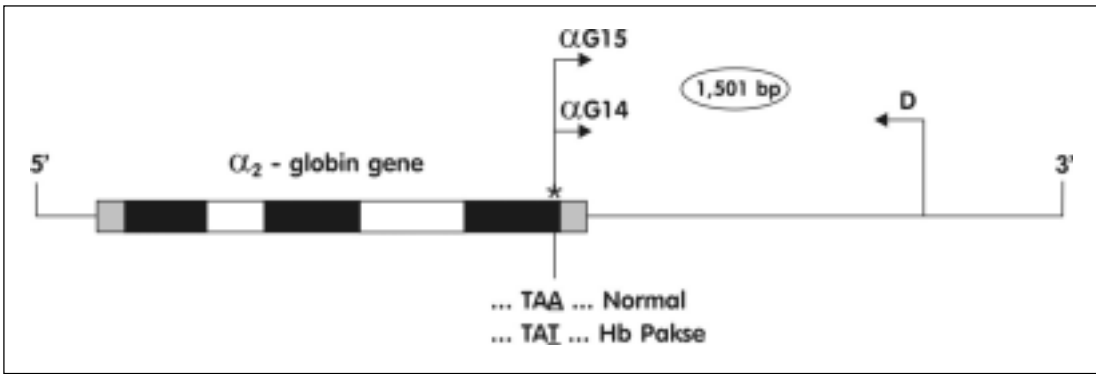 αG15
1,501 bp
αG14
D
5'
α₂ - globin gene
3'
*
... TAA ... Normal
... TAT ... Hb Pakse